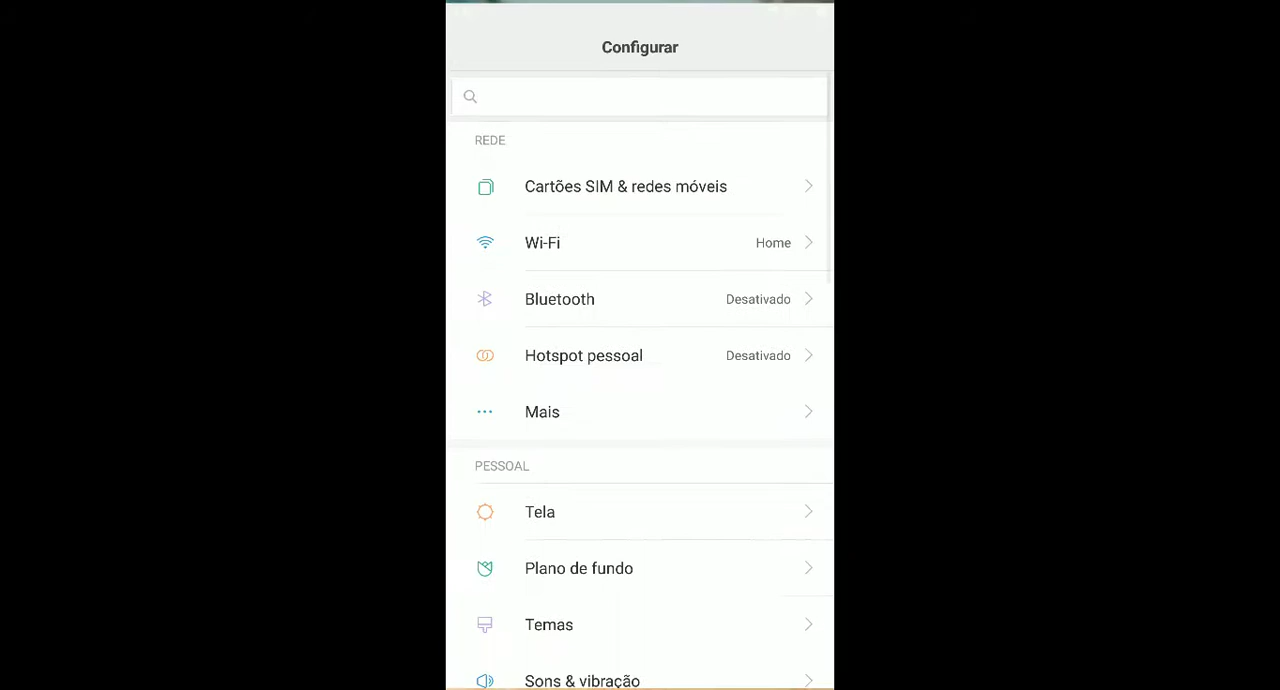 Configurar
REDE
Cartões SIM & redes móveis
Wi-Fi Home
Bluetooth Desativado
Hotspot pessoal Desativado
Mais
PESSOAL
Tela
Plano de fundo
Temas
Sons & vibração